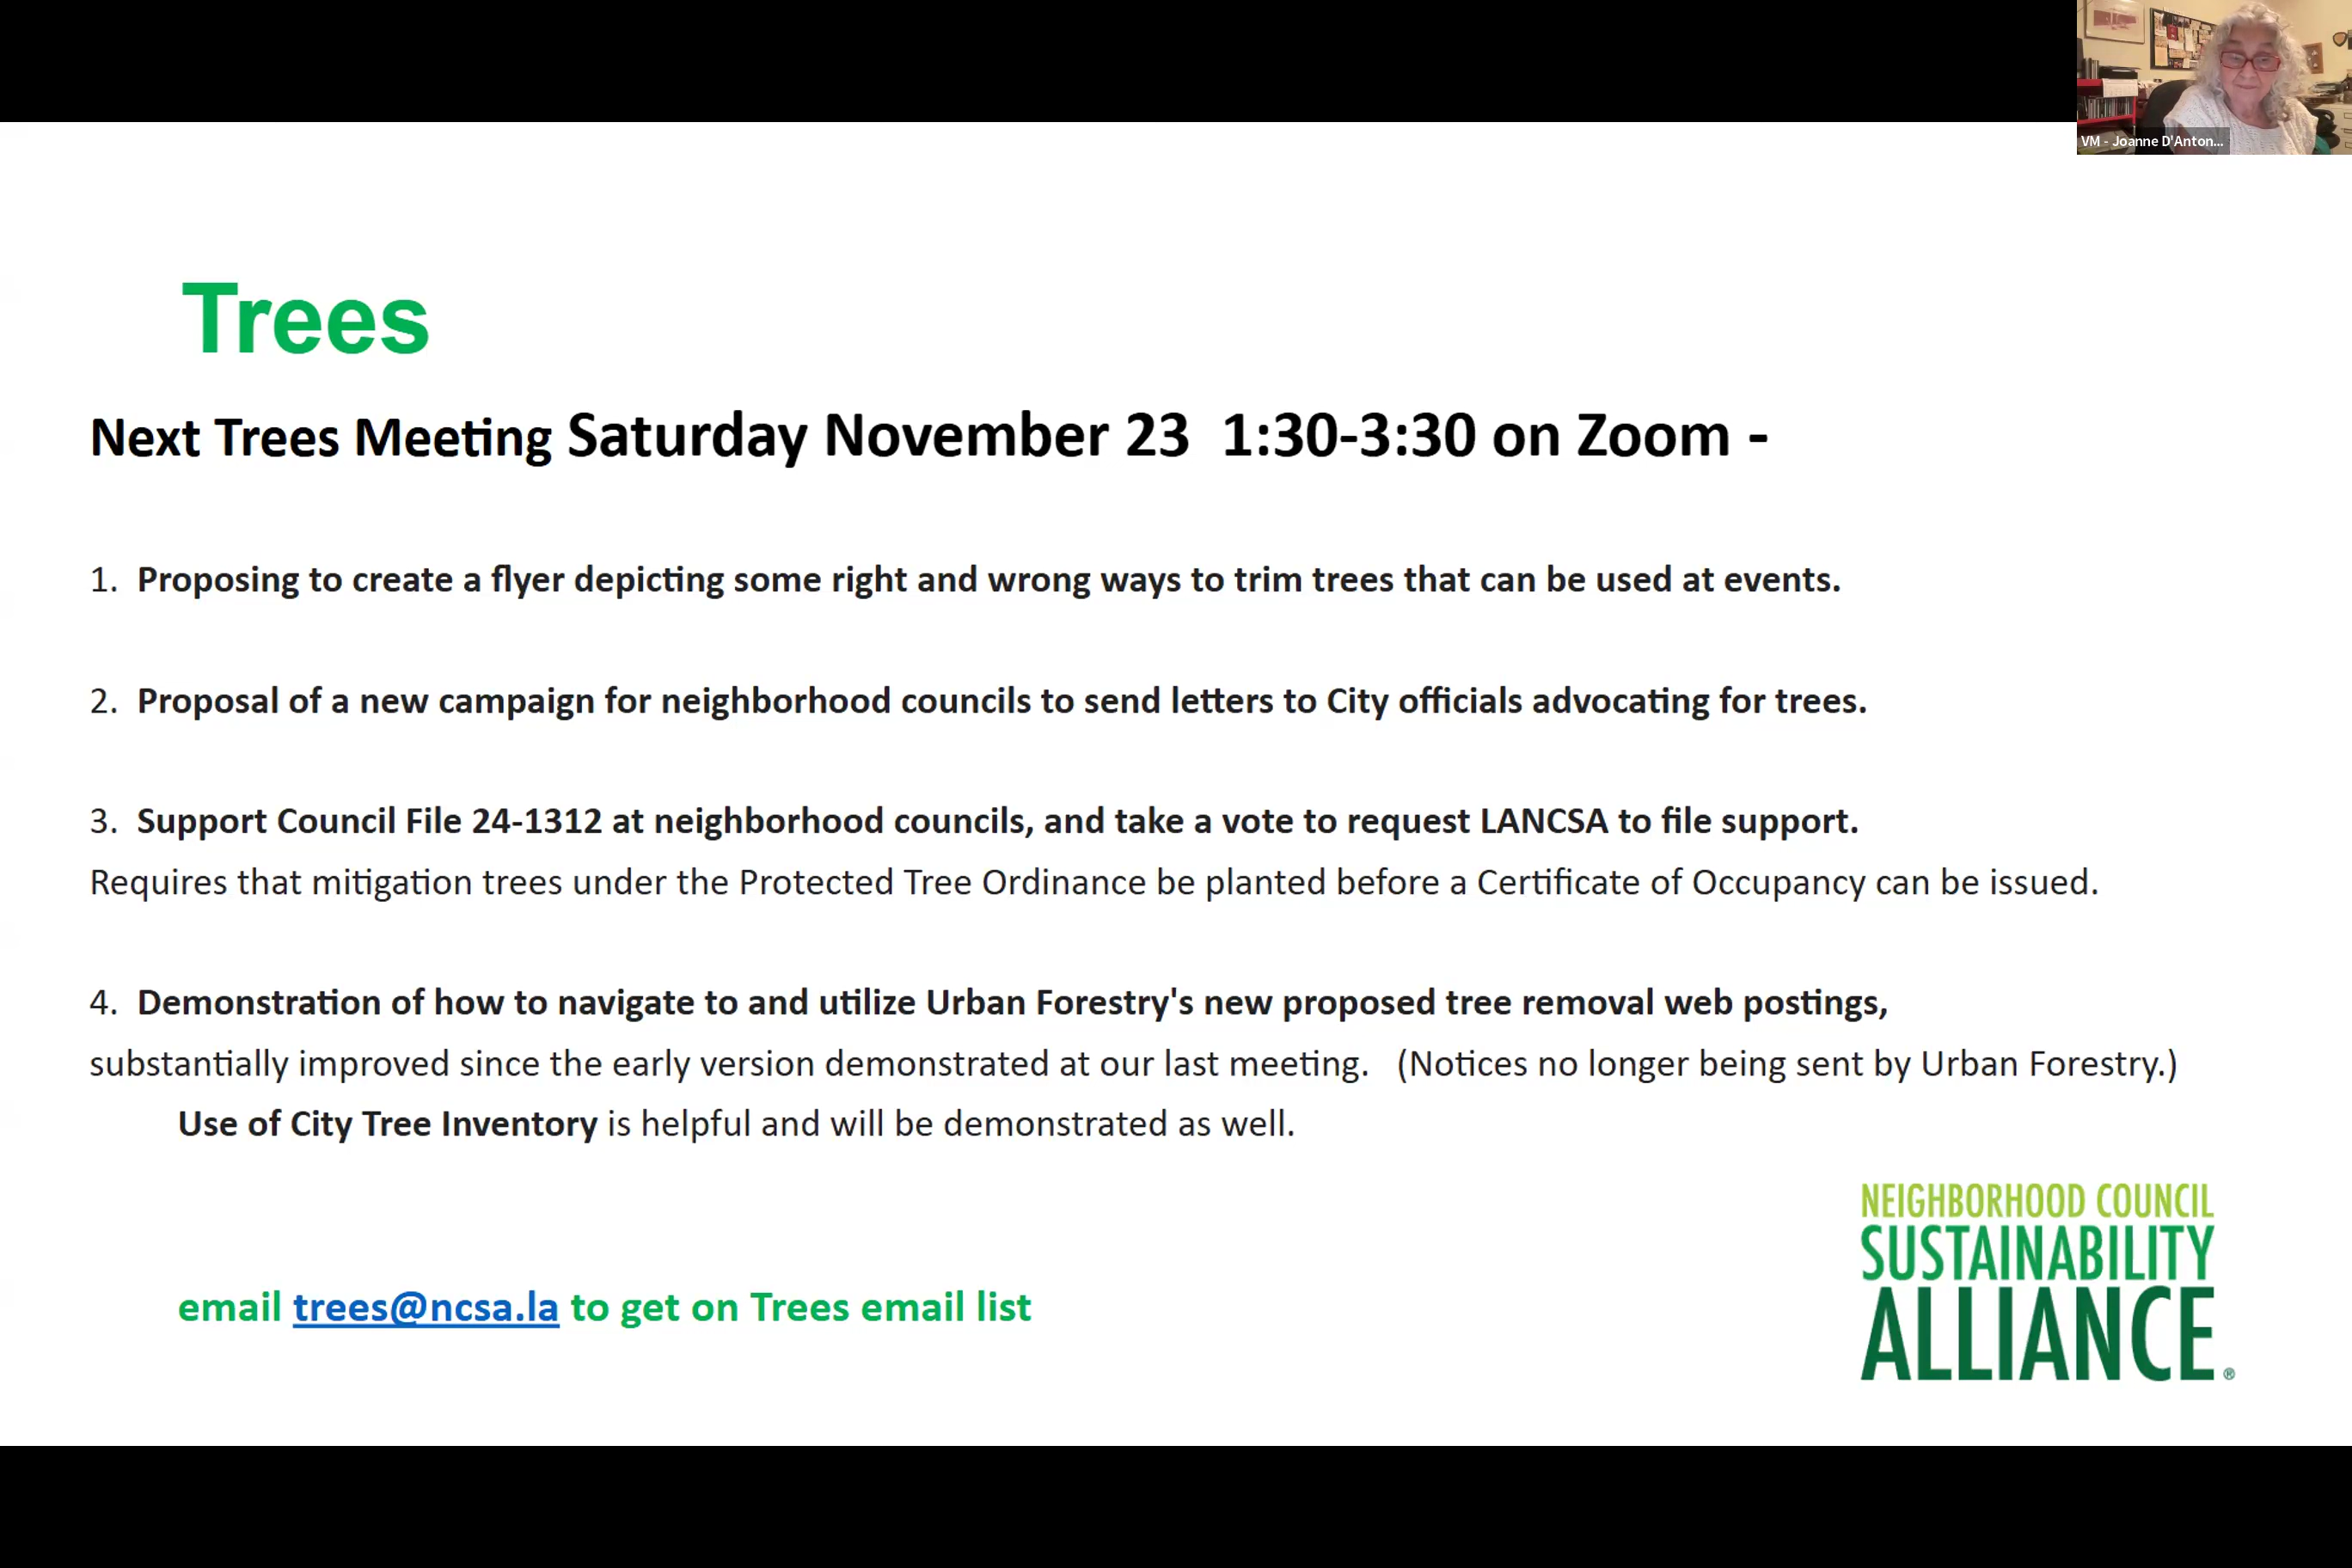 VM - Joanne D'Anton...
Trees
Next Trees Meeting Saturday November 23  1:30-3:30 on Zoom -
1.  Proposing to create a flyer depicting some right and wrong ways to trim trees that can be used at events.
2.  Proposal of a new campaign for neighborhood councils to send letters to City officials advocating for trees.
3.  Support Council File 24-1312 at neighborhood councils, and take a vote to request LANCSA to file support.
Requires that mitigation trees under the Protected Tree Ordinance be planted before a Certificate of Occupancy can be issued.
4.  Demonstration of how to navigate to and utilize Urban Forestry's new proposed tree removal web postings,
substantially improved since the early version demonstrated at our last meeting.   (Notices no longer being sent by Urban Forestry.)
Use of City Tree Inventory is helpful and will be demonstrated as well.
email trees@ncsa.la to get on Trees email list
NEIGHBORHOOD COUNCIL
SUSTAINABILITY
ALLIANCE®